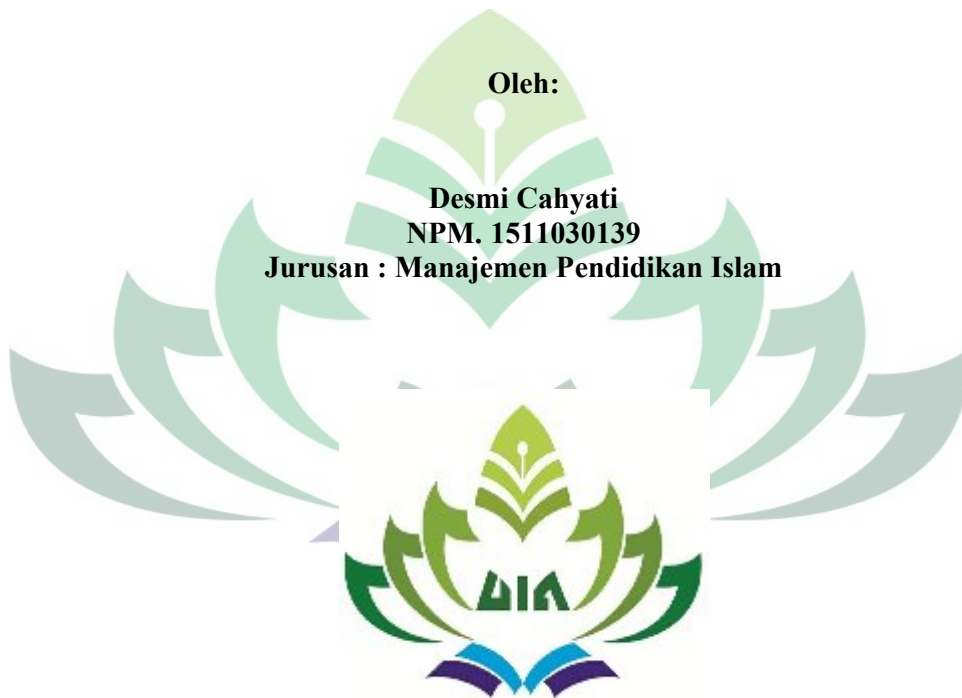 Oleh:
Desmi Cahyati
NPM. 1511030139
Jurusan : Manajemen Pendidikan Islam
UIN